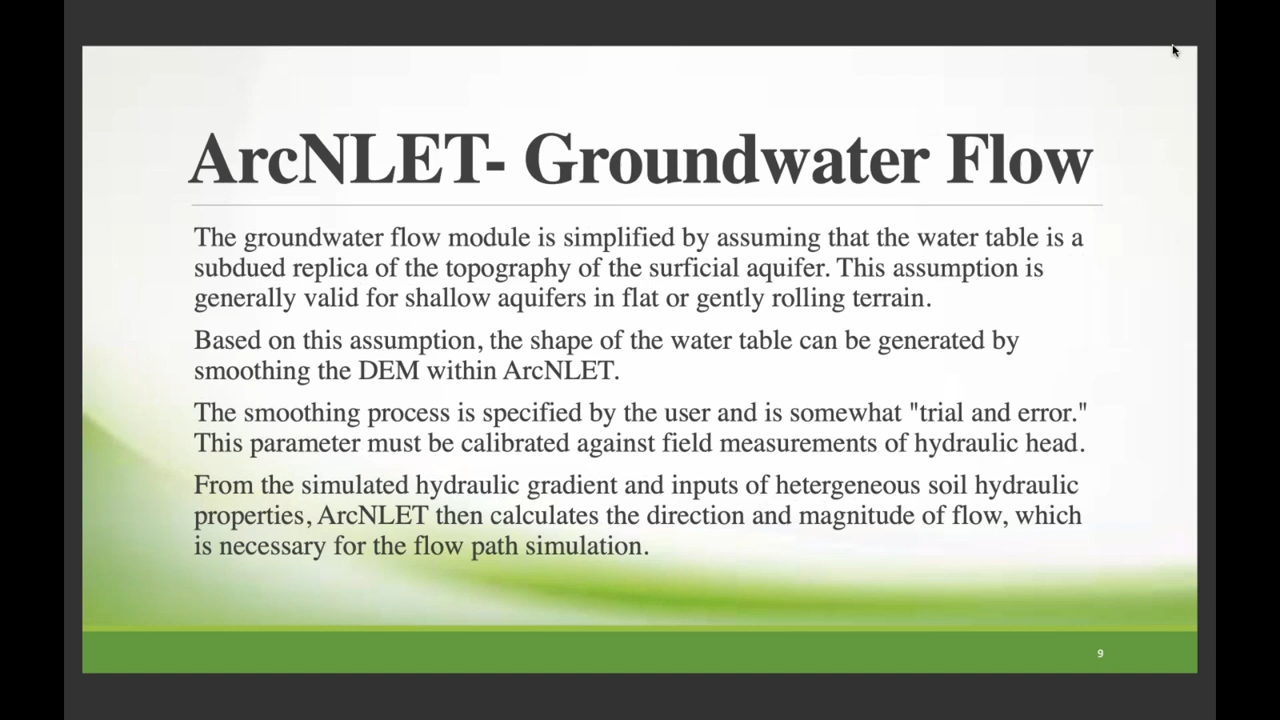 ArcNLET- Groundwater Flow
The groundwater flow module is simplified by assuming that the water table is a
subdued replica of the topography of the surficial aquifer. This assumption is
generally valid for shallow aquifers in flat or gently rolling terrain.
Based on this assumption, the shape of the water table can be generated by
smoothing the DEM within ArcNLET.
The smoothing process is specified by the user and is somewhat "trial and error."
This parameter must be calibrated against field measurements of hydraulic head.
From the simulated hydraulic gradient and inputs of hetergeneous soil hydraulic
properties, ArcNLET then calculates the direction and magnitude of flow, which
is necessary for the flow path simulation.
9